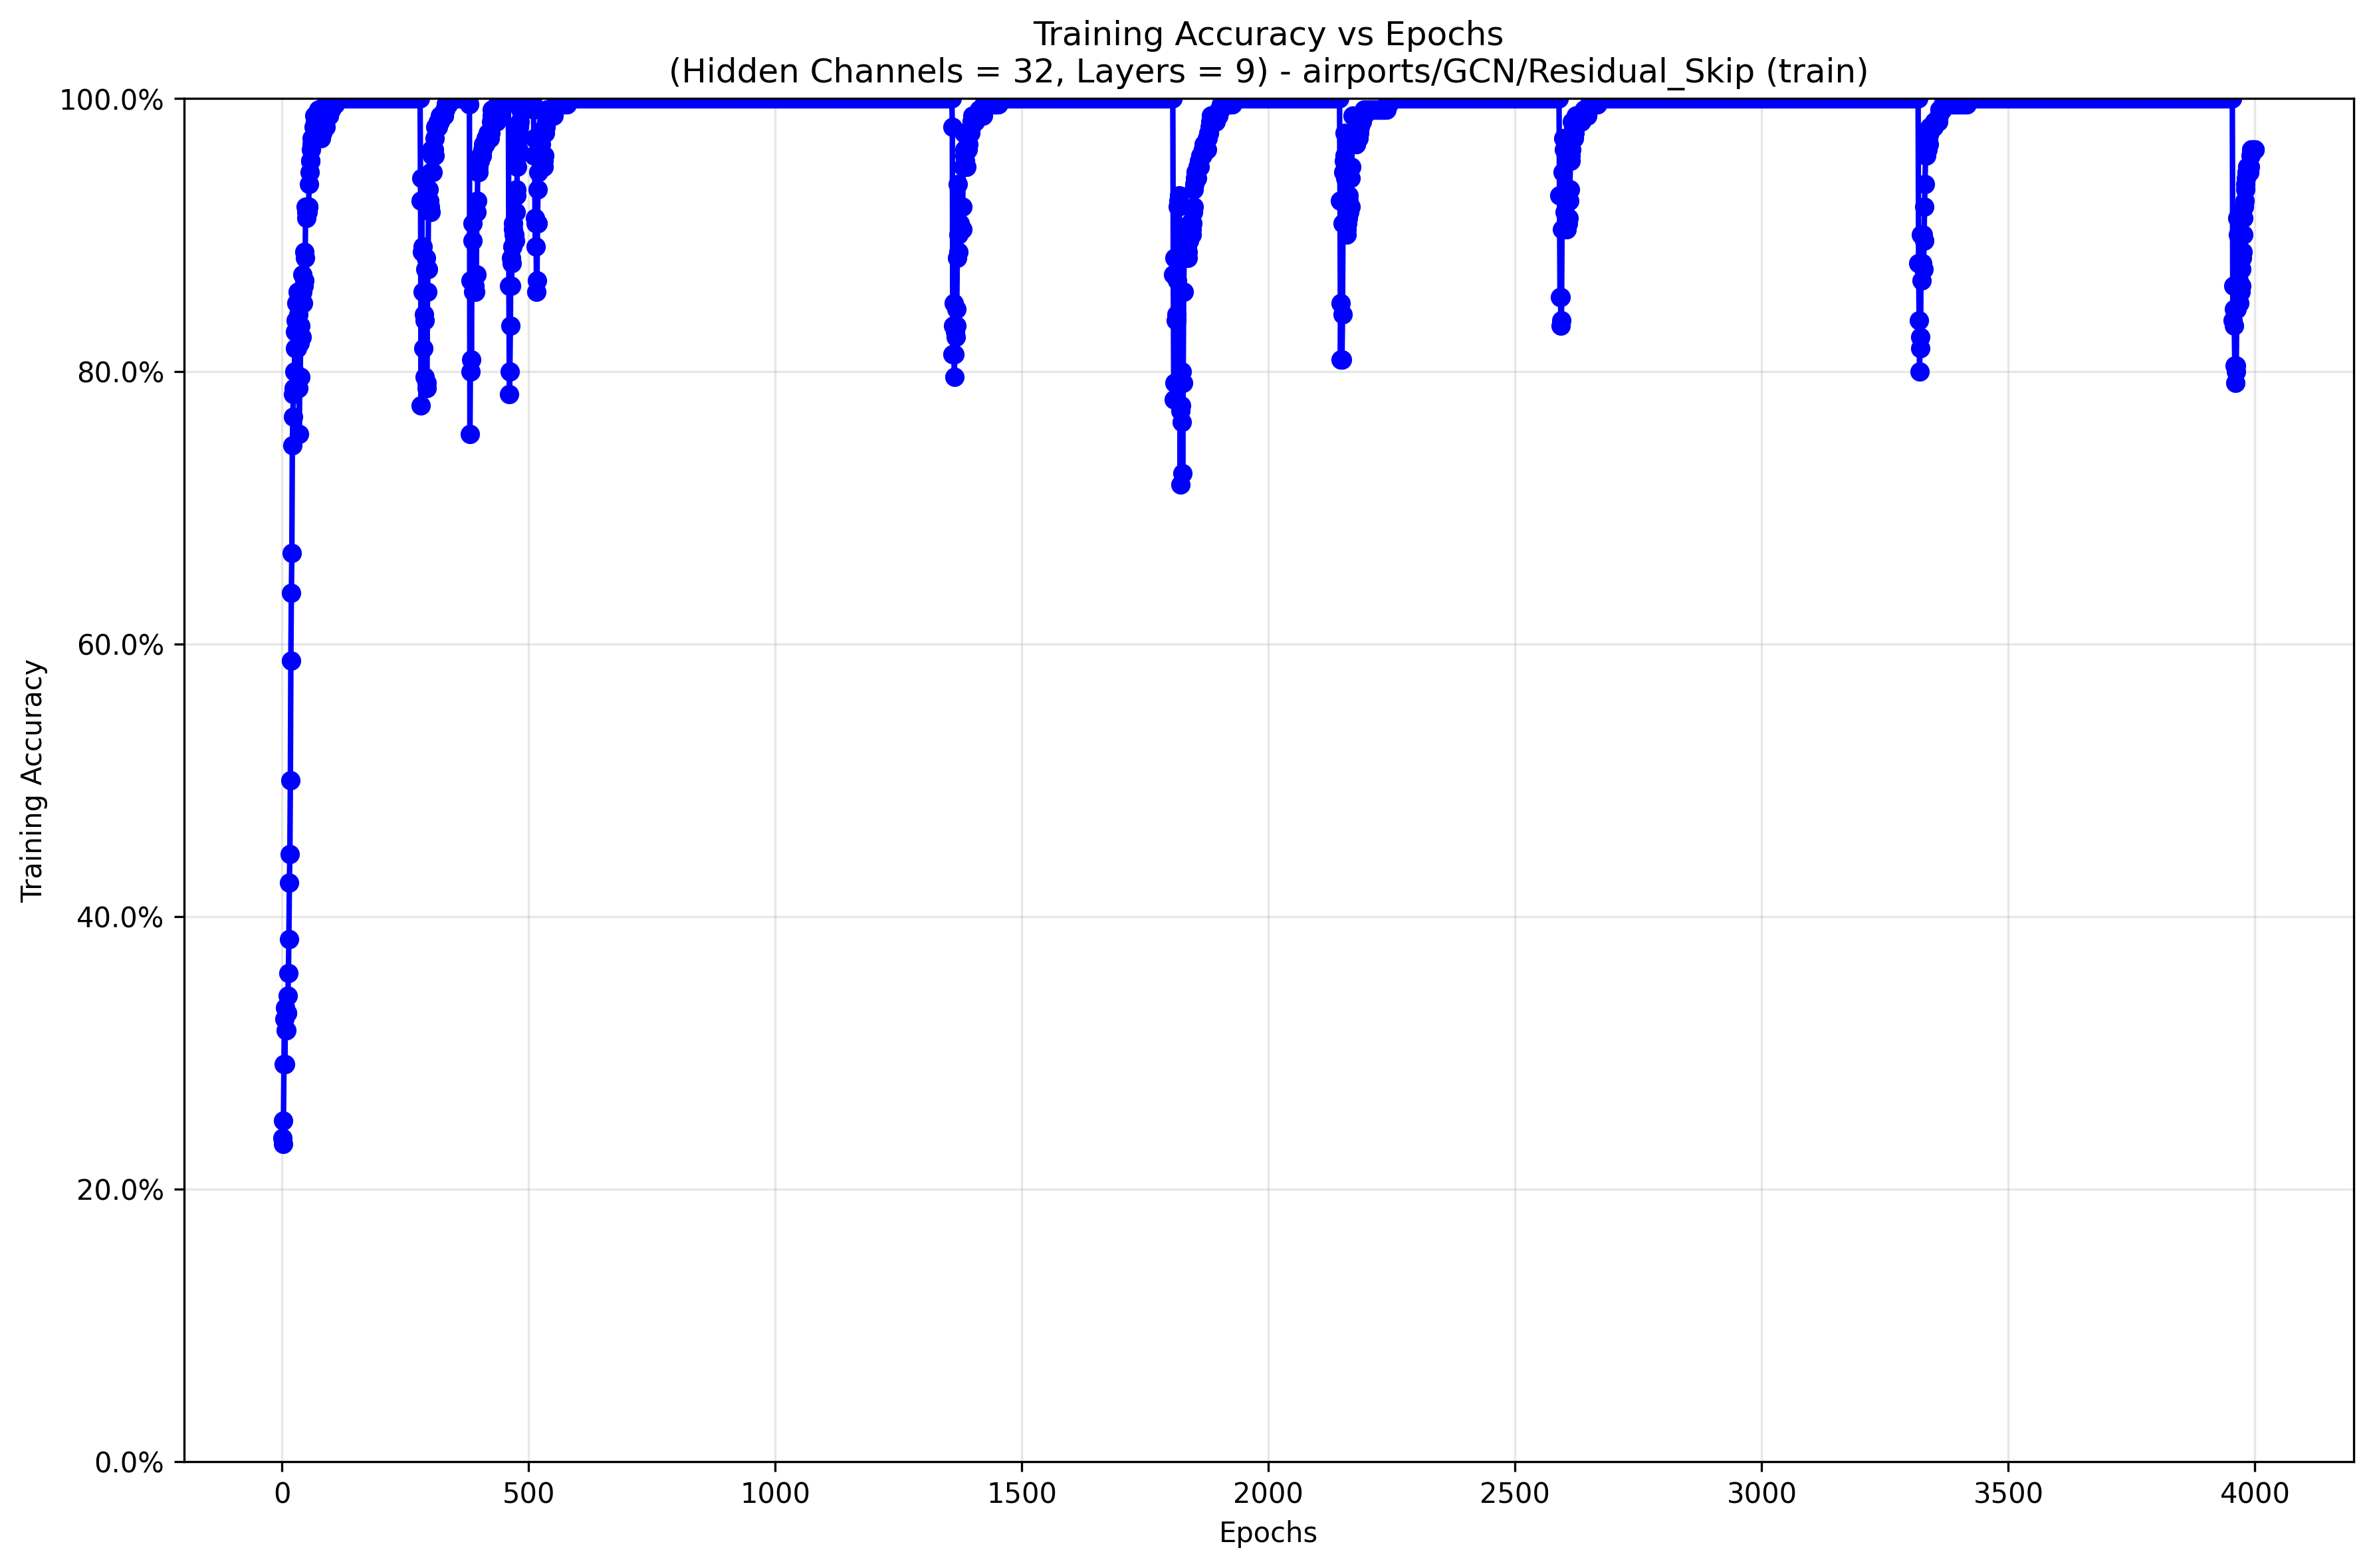 Training Accuracy vs Epochs
(Hidden Channels = 32, Layers = 9) - airports/GCN/Residual_Skip (train)
Training Accuracy
100.0%
80.0%
60.0%
40.0%
20.0%
0.0%
0 500 1000 1500 2000 2500 3000 3500 4000
Epochs